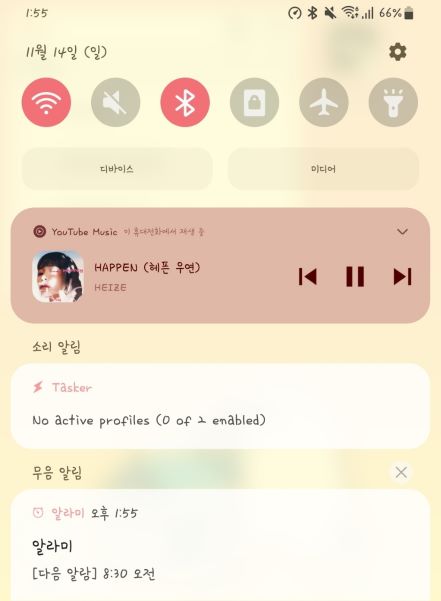 1:55
66%
11월 14일 (일)
디바이스
미디어
YouTube Music 이 휴대전화에서 재생 중
HAPPEN (헤픈 우연)
HEIZE
소리 알림
Tasker
No active profiles (0 of 2 enabled)
무음 알림
알라미 오후 1:55
알라미
[다음 알람] 8:30 오전